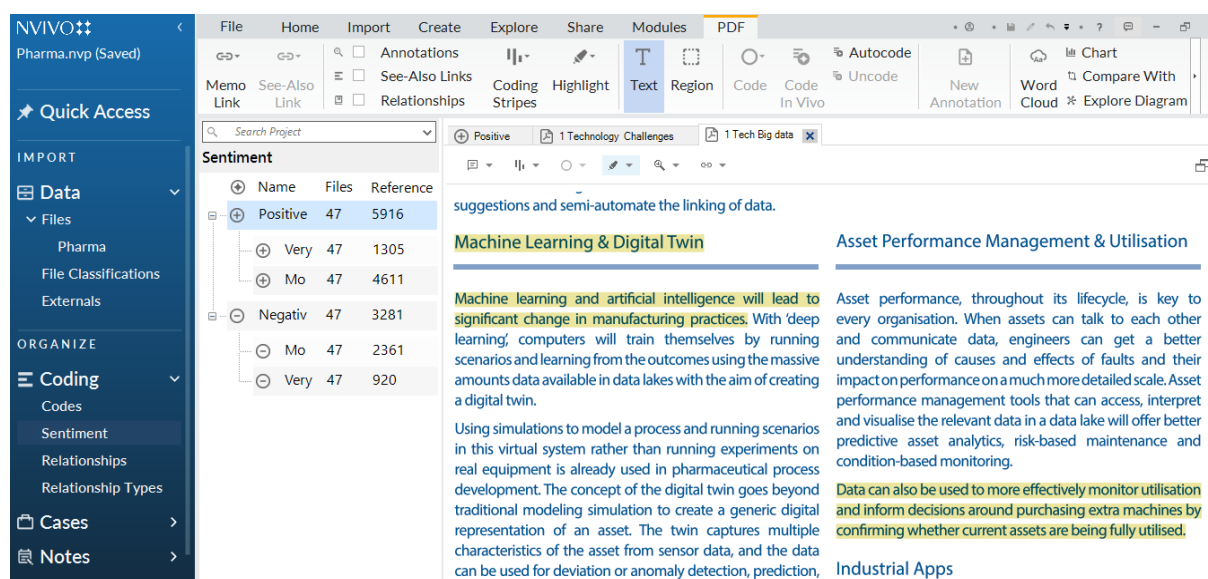 NVIVO
Pharma.nvp (Saved)
Quick Access
IMPORT
Data
Files
Pharma
File Classifications
Externals
ORGANIZE
Coding
Codes
Sentiment
Relationships
Relationship Types
Cases
Notes
File Home Import Create Explore Share Modules PDF
Memo Link
See-Also Link
Annotations
See-Also Links
Relationships
Coding Stripes
Highlight
Text
Region
Code
Code In Vivo
Autocode
Uncode
New Annotation
Word Cloud
Chart
Compare With
Explore Diagram
Search Project
Sentiment
Name Files Reference
Positive 47 5916
Very 47 1305
Mo 47 4611
Negativ 47 3281
Mo 47 2361
Very 47 920
Positive
1 Technology Challenges
1 Tech Big data
suggestions and semi-automate the linking of data.
Machine Learning & Digital Twin
Machine learning and artificial intelligence will lead to
significant change in manufacturing practices. With ‘deep
learning’, computers will train themselves by running
scenarios and learning from the outcomes using the massive
amounts data available in data lakes with the aim of creating
a digital twin.
Using simulations to model a process and running scenarios
in this virtual system rather than running experiments on
real equipment is already used in pharmaceutical process
development. The concept of the digital twin goes beyond
traditional modeling simulation to create a generic digital
representation of an asset. The twin captures multiple
characteristics of the asset from sensor data, and the data
can be used for deviation or anomaly detection, prediction,
Asset Performance Management & Utilisation
Asset performance, throughout its lifecycle, is key to
every organisation. When assets can talk to each other
and communicate data, engineers can get a better
understanding of causes and effects of faults and their
impact on performance on a much more detailed scale. Asset
performance management tools that can access, interpret
and visualise the relevant data in a data lake will offer better
predictive asset analytics, risk-based maintenance and
condition-based monitoring.
Data can also be used to more effectively monitor utilisation
and inform decisions around purchasing extra machines by
confirming whether current assets are being fully utilised.
Industrial Apps